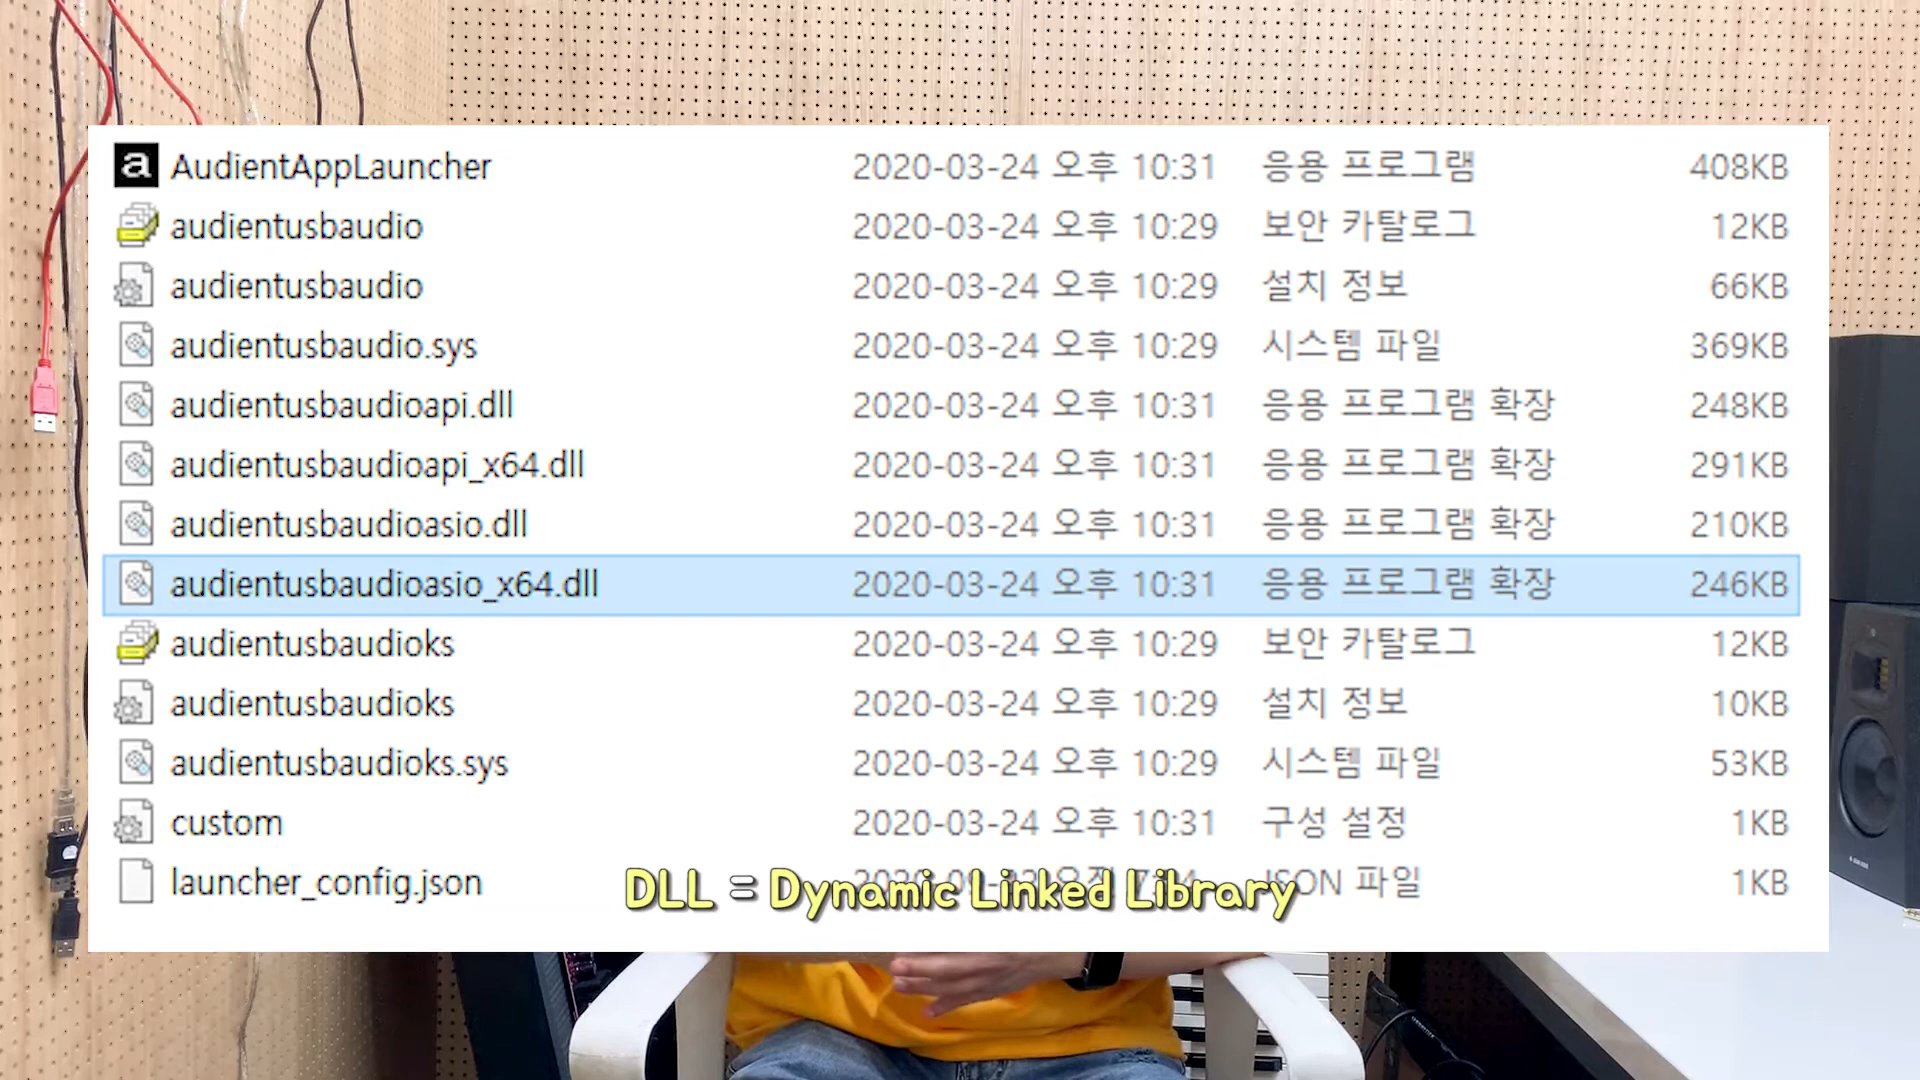 a AudientAppLauncher 2020-03-24 오후 10:31 응용 프로그램 408KB
audientusbaudio 2020-03-24 오후 10:29 보안 카탈로그 12KB
audientusbaudio 2020-03-24 오후 10:29 설치 정보 66KB
audientusbaudio.sys 2020-03-24 오후 10:29 시스템 파일 369KB
audientusbaudioapi.dll 2020-03-24 오후 10:31 응용 프로그램 확장 248KB
audientusbaudioapi_x64.dll 2020-03-24 오후 10:31 응용 프로그램 확장 291KB
audientusbaudioasio.dll 2020-03-24 오후 10:31 응용 프로그램 확장 210KB
audientusbaudioasio_x64.dll 2020-03-24 오후 10:31 응용 프로그램 확장 246KB
audientusbaudioks 2020-03-24 오후 10:29 보안 카탈로그 12KB
audientusbaudioks 2020-03-24 오후 10:29 설치 정보 10KB
audientusbaudioks.sys 2020-03-24 오후 10:29 시스템 파일 53KB
custom 2020-03-24 오후 10:31 구성 설정 1KB
launcher_config.json JSON 파일 1KB
DLL = Dynamic Linked Library